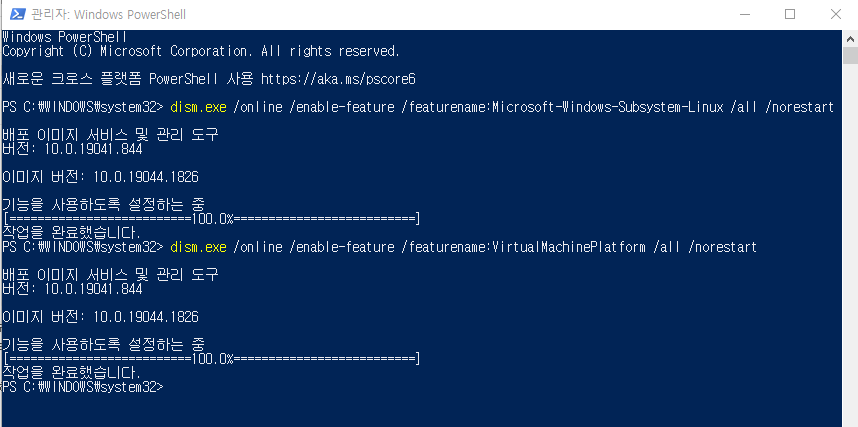 관리자: Windows PowerShell
Windows PowerShell
Copyright (C) Microsoft Corporation. All rights reserved.
새로운 크로스 플랫폼 PowerShell 사용 https://aka.ms/pscore6
PS C:₩WINDOWS₩system32> dism.exe /online /enable-feature /featurename:Microsoft-Windows-Subsystem-Linux /all /norestart
배포 이미지 서비스 및 관리 도구
버전: 10.0.19041.844
이미지 버전: 10.0.19044.1826
기능을 사용하도록 설정하는 중
[==========================100.0%==========================]
작업을 완료했습니다.
PS C:₩WINDOWS₩system32> dism.exe /online /enable-feature /featurename:VirtualMachinePlatform /all /norestart
배포 이미지 서비스 및 관리 도구
버전: 10.0.19041.844
이미지 버전: 10.0.19044.1826
기능을 사용하도록 설정하는 중
[==========================100.0%==========================]
작업을 완료했습니다.
PS C:₩WINDOWS₩system32>